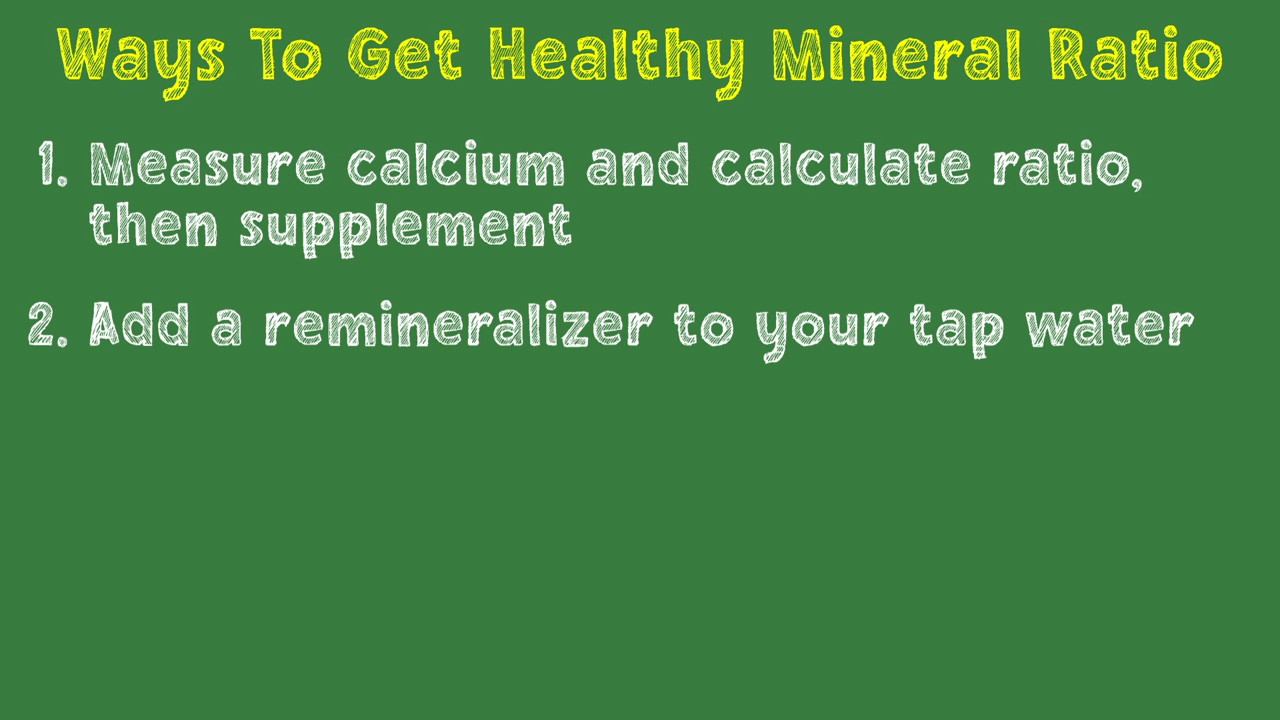 Ways To Get Healthy Mineral Ratio
1. Measure calcium and calculate ratio,
then supplement
2. Add a remineralizer to your tap water